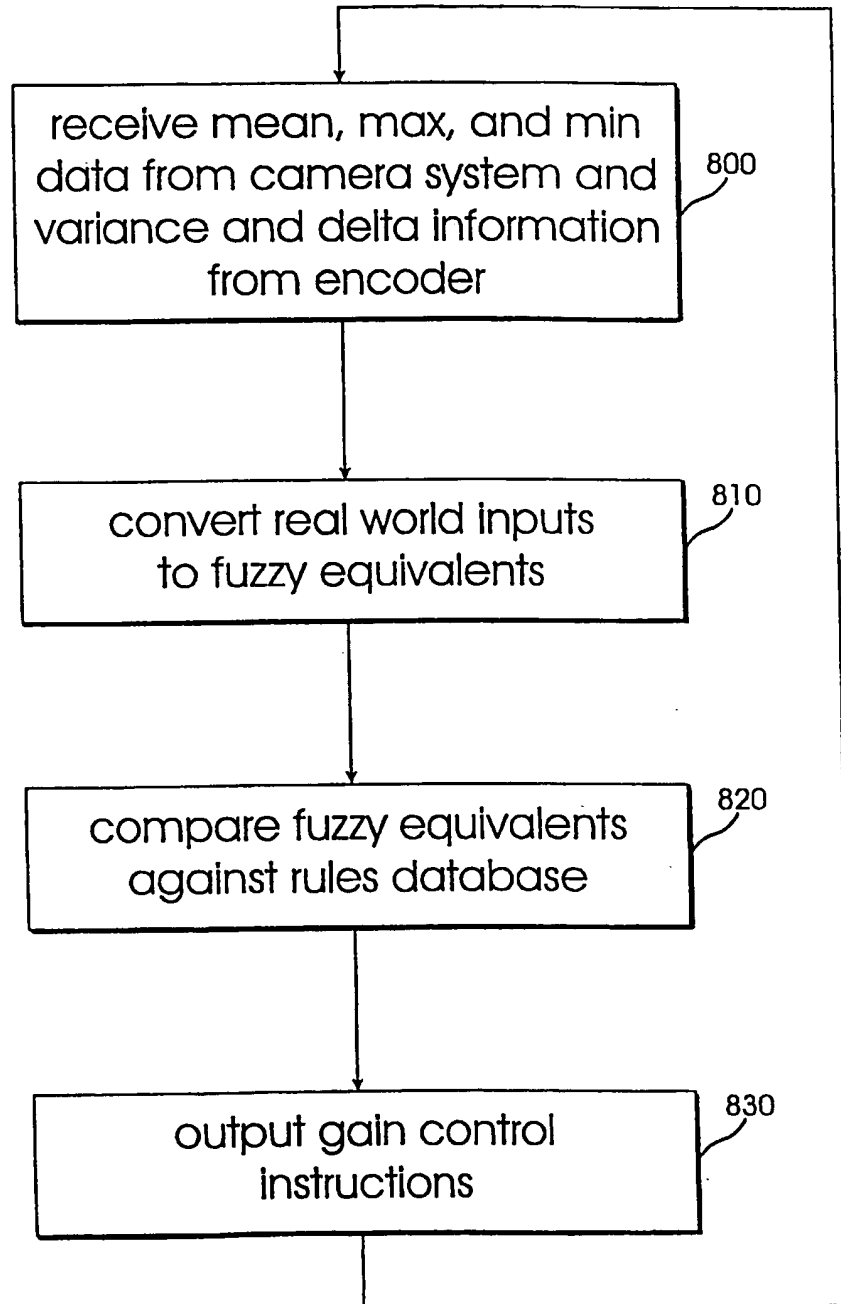 receive mean, max, and min
data from camera system and
variance and delta information
from encoder
800
convert real world inputs
to fuzzy equivalents
810
compare fuzzy equivalents
against rules database
820
output gain control
instructions
830